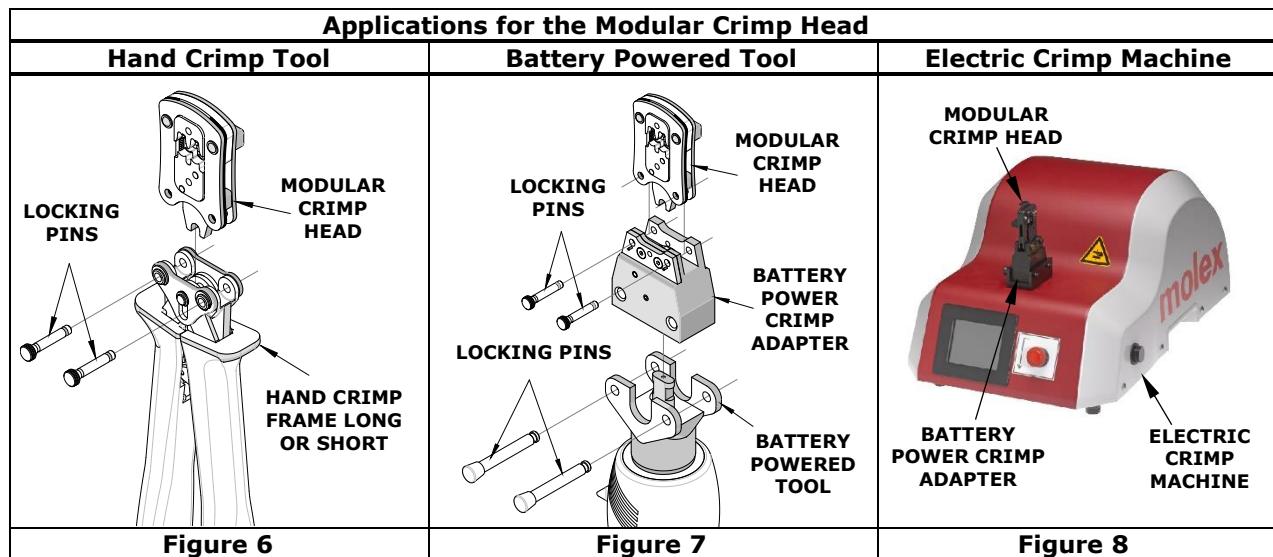 Applications for the Modular Crimp Head
Hand Crimp Tool
Battery Powered Tool
Electric Crimp Machine
MODULAR
CRIMP
HEAD
LOCKING
PINS
HAND CRIMP
FRAME LONG
OR SHORT
MODULAR
CRIMP
HEAD
LOCKING
PINS
BATTERY
POWER
CRIMP
ADAPTER
LOCKING PINS
BATTERY
POWERED
TOOL
MODULAR
CRIMP HEAD
molex
BATTERY
POWER CRIMP
ADAPTER
ELECTRIC
CRIMP
MACHINE
Figure 6
Figure 7
Figure 8